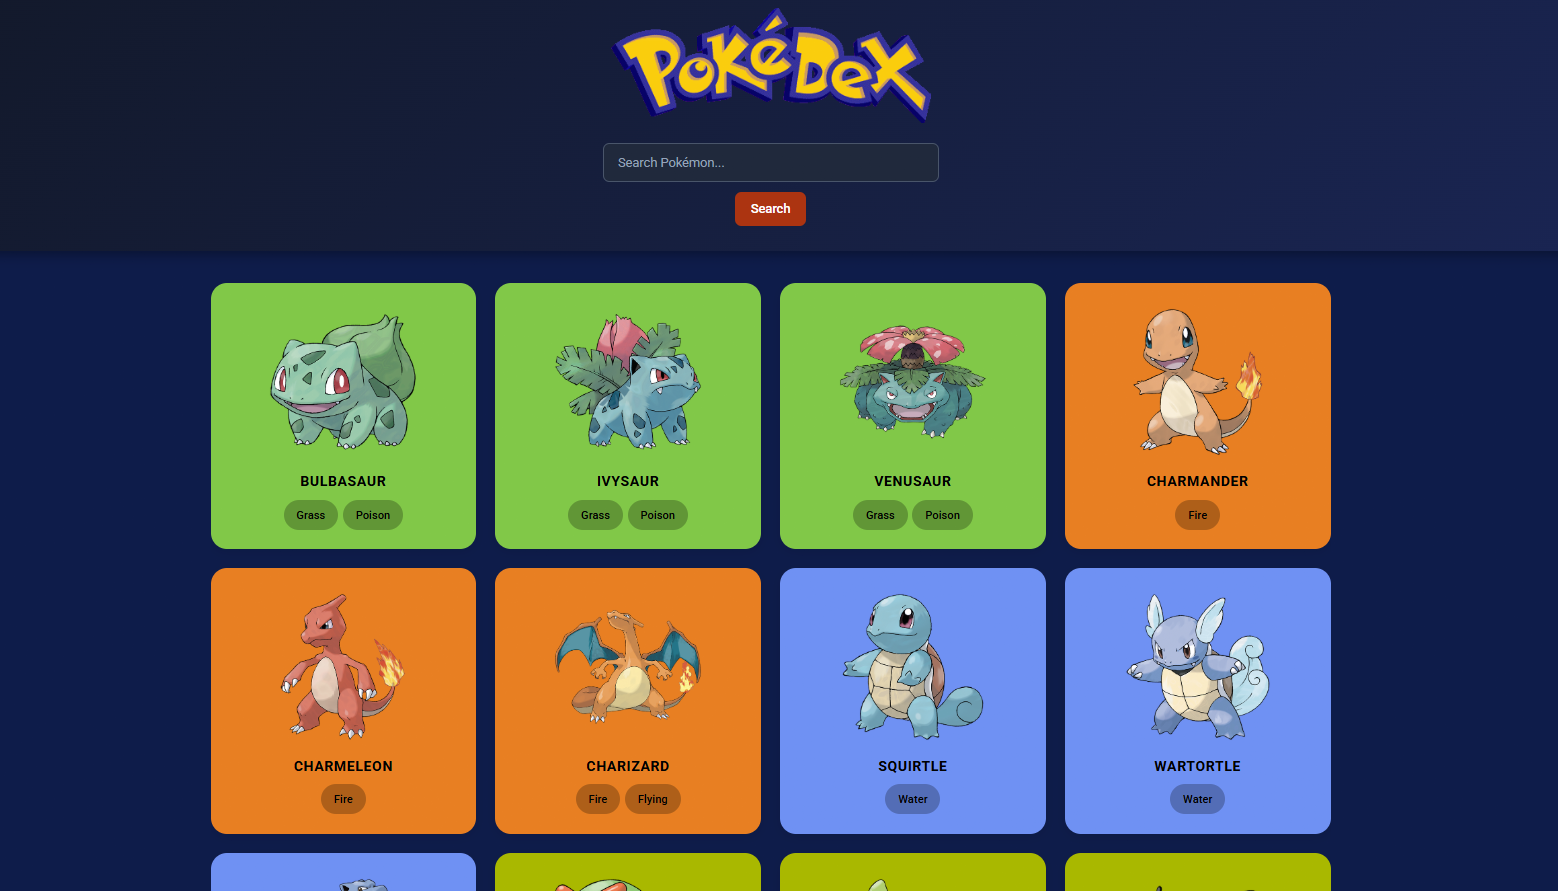 PoKéDex
Search Pokémon...
Search
BULBASAUR
Grass Poison
IVYSAUR
Grass Poison
VENUSAUR
Grass Poison
CHARMANDER
Fire
CHARMELEON
Fire
CHARIZARD
Fire Flying
SQUIRTLE
Water
WARTORTLE
Water